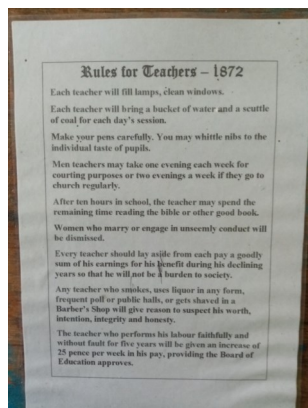 Rules for Teachers – 1872
Each teacher will fill lamps, clean windows.
Each teacher will bring a bucket of water and a scuttle
of coal for each day's session.
Make your pens carefully. You may whittle nibs to the
individual taste of pupils.
Men teachers may take one evening each week for
courting purposes or two evenings a week if they go to
church regularly.
After ten hours in school, the teacher may spend the
remaining time reading the bible or other good book.
Women who marry or engage in unseemly conduct will
be dismissed.
Every teacher should lay aside from each pay a goodly
sum of his earnings for his benefit during his declining
years so that he will not be a burden to society.
Any teacher who smokes, uses liquor in any form,
frequent poll or public halls, or gets shaved in a
Barber's Shop will give reason to suspect his worth,
intention, integrity and honesty.
The teacher who performs his labour faithfully and
without fault for five years will be given an increase of
25 pence per week in his pay, providing the Board of
Education approves.